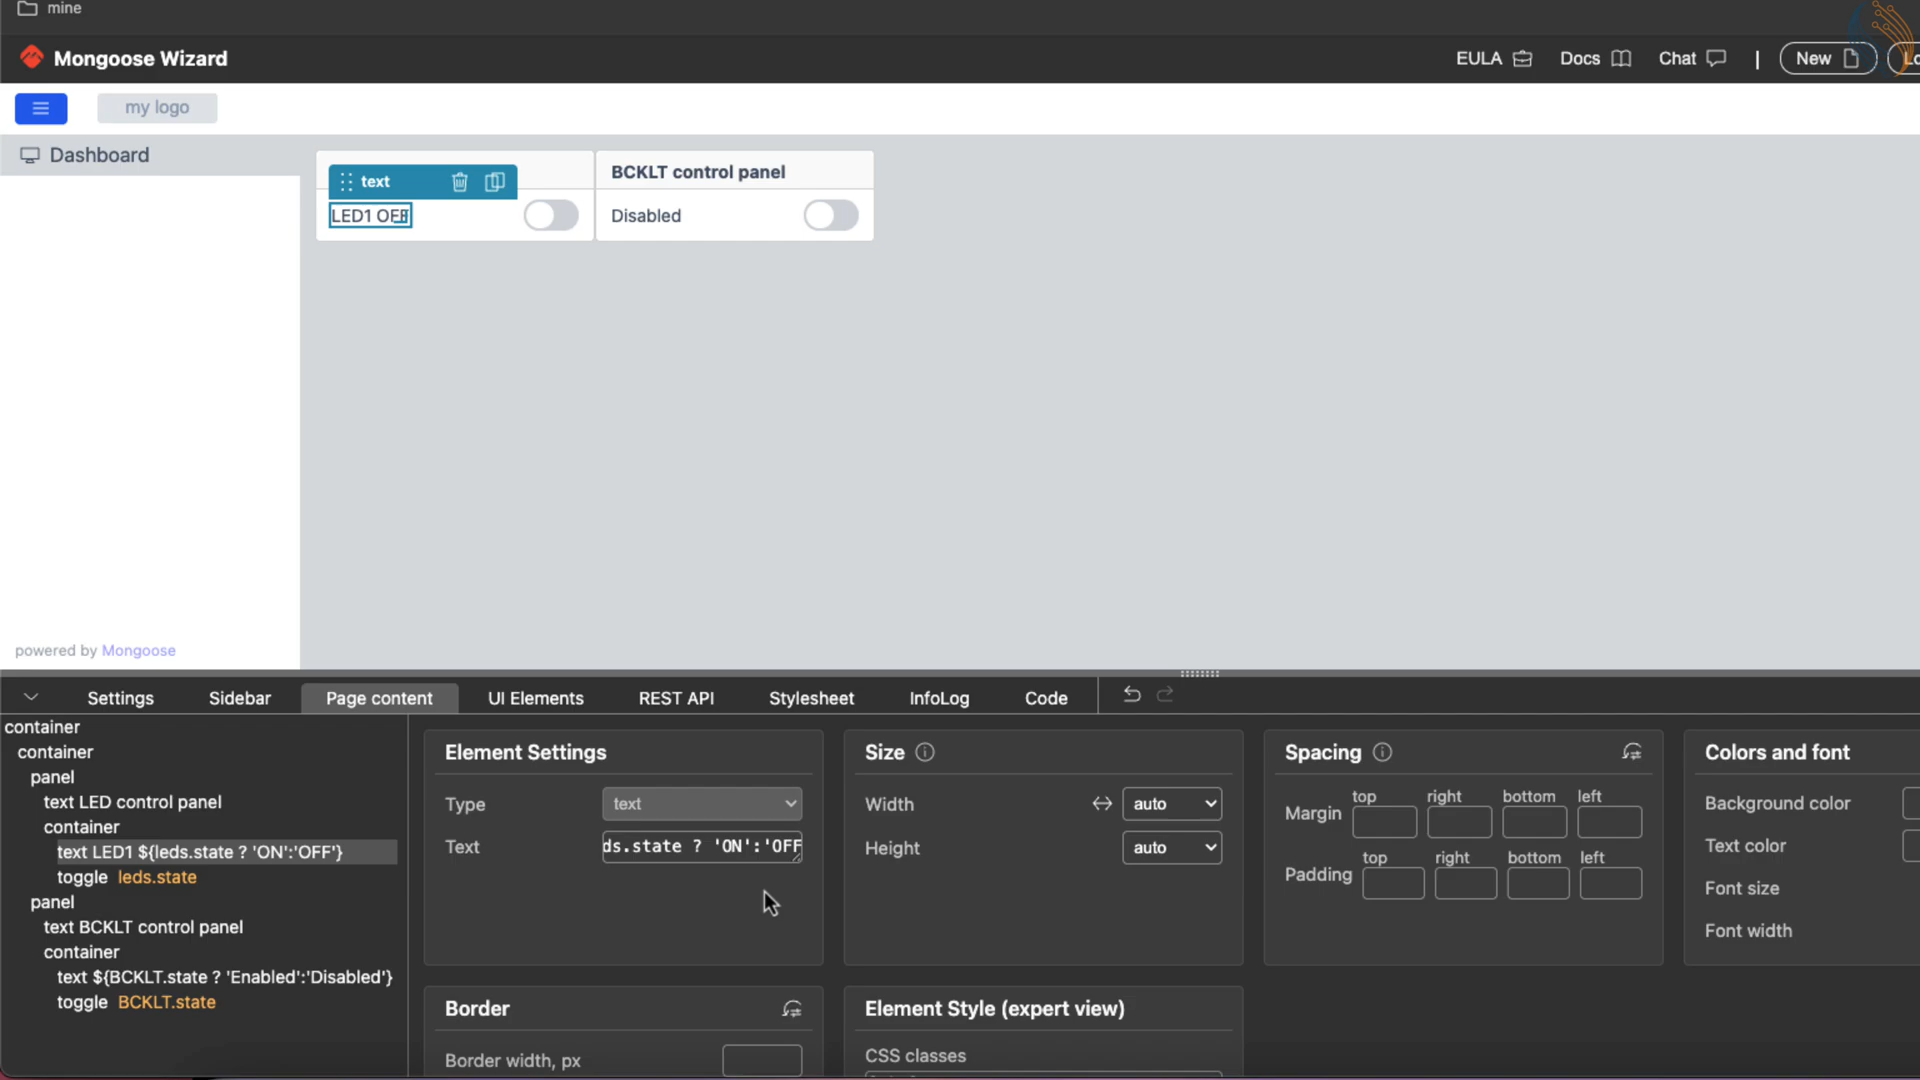 mine
Mongoose Wizard
EULA Docs Chat | New
my logo
Dashboard
text
BCKLT control panel
LED1 OFF
Disabled
powered by Mongoose
Settings Sidebar Page content UI Elements REST API Stylesheet InfoLog Code
container
container
panel
text LED control panel
container
text LED1 ${leds.state ? 'ON':'OFF'}
toggle leds.state
panel
text BCKLT control panel
container
text ${BCKLT.state ? 'Enabled':'Disabled'}
toggle BCKLT.state
Element Settings
Type text
Text ds.state ? 'ON':'OFF
Size
Width auto
Height auto
Spacing
top right bottom left
Margin
top right bottom left
Padding
Colors and font
Background color
Text color
Font size
Font width
Border
Border width, px
Element Style (expert view)
CSS classes